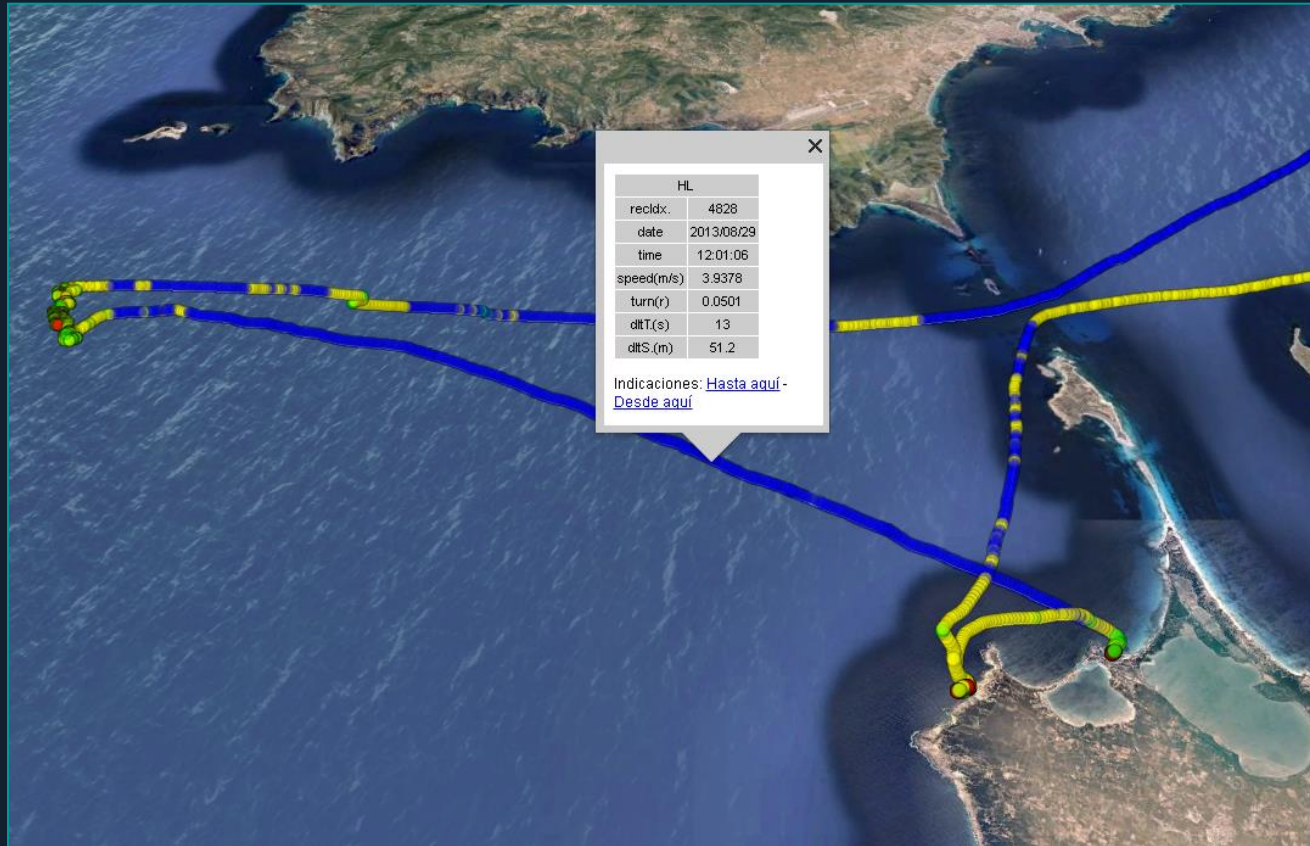 HL
recIdx. 4828
date 2013/08/29
time 12:01:06
speed(m/s) 3.9378
turn(r) 0.0501
dltT.(s) 13
dltS.(m) 51.2
Indicaciones: Hasta aquí -
Desde aquí